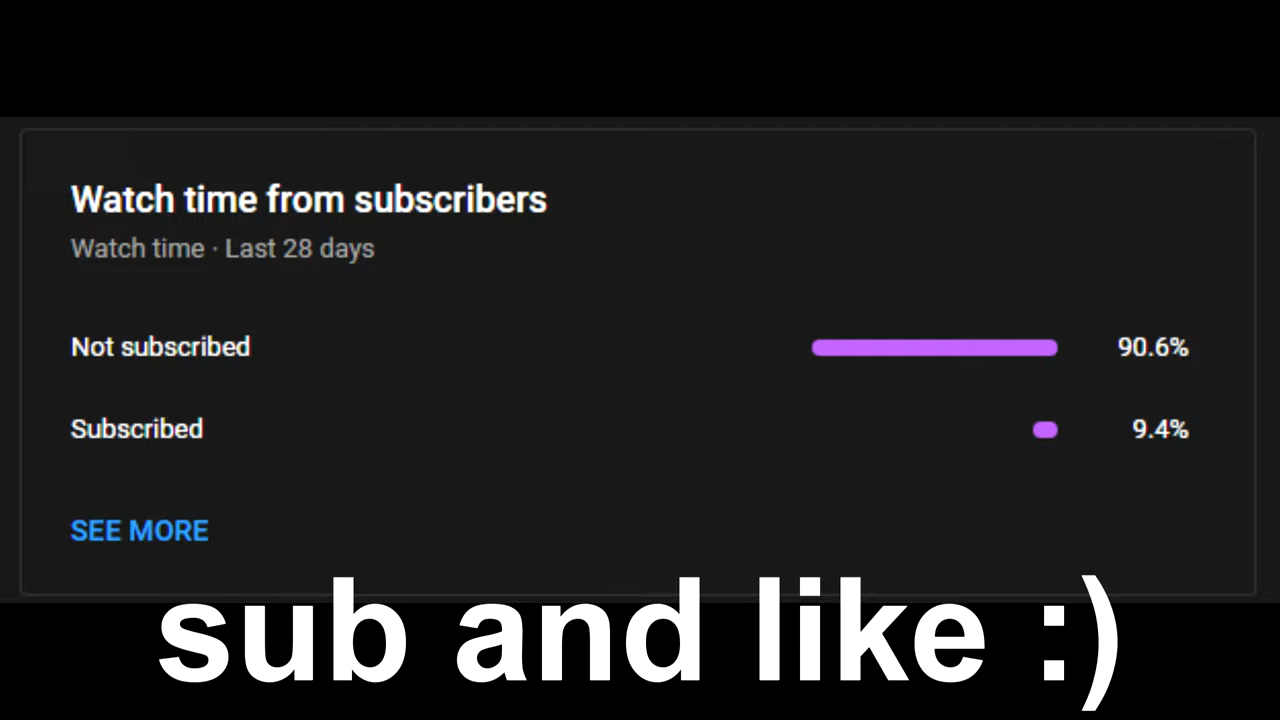 Watch time from subscribers
Watch time · Last 28 days
Not subscribed 90.6%
Subscribed 9.4%
SEE MORE
sub and like :)